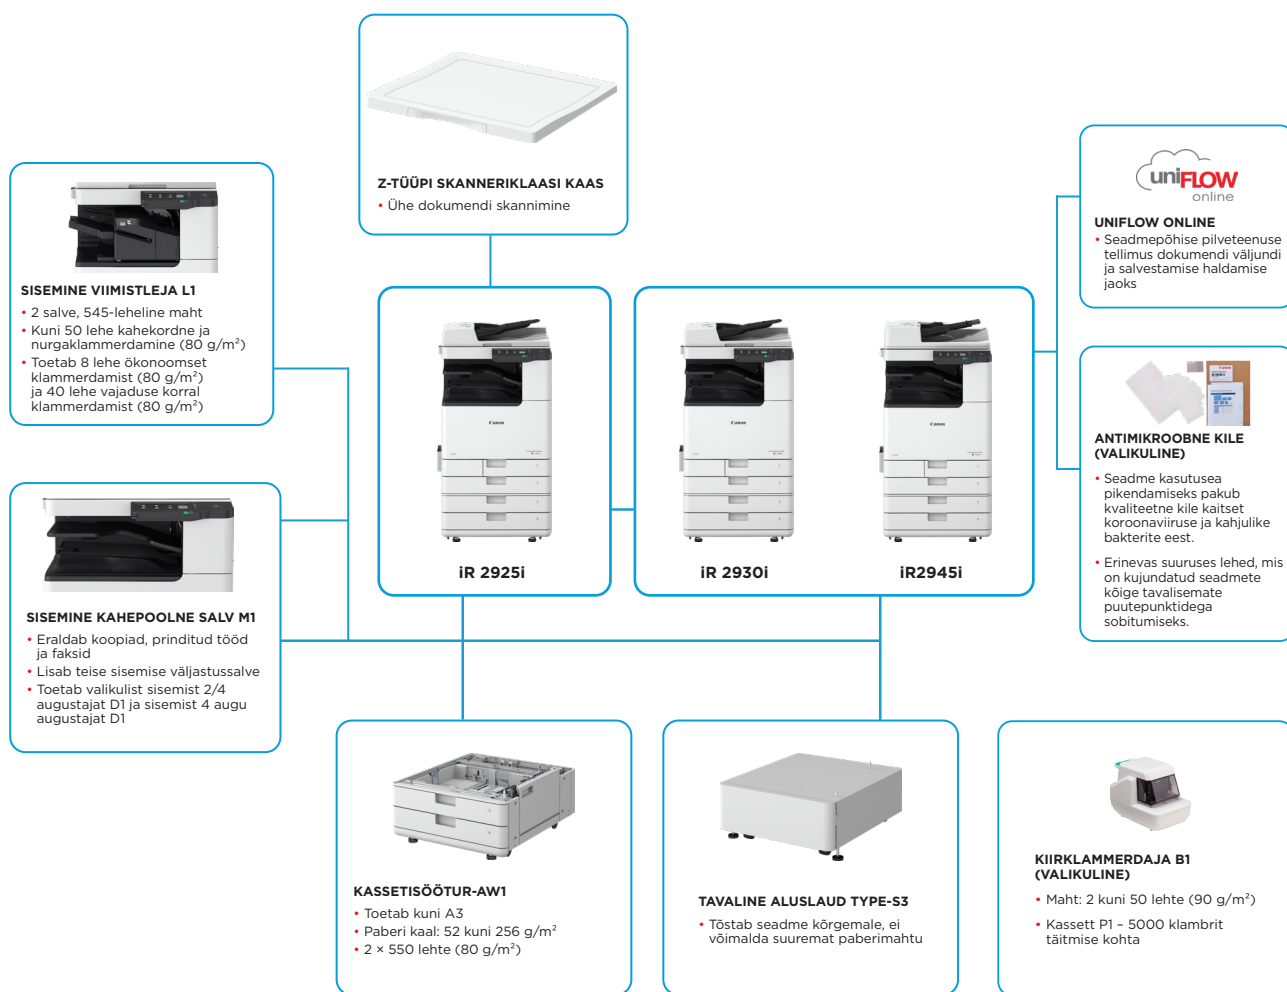 Z-TÜÜPI SKANNERIKLAASI KAAS
• Ühe dokumendi skannimine
SISEMINE VIIMISTLEJA L1
• 2 salve, 545-leheline maht
• Kuni 50 lehe kahekordne ja
nurgaklammerdamine (80 g/m²)
• Toetab 8 lehe ökonoomset
klammerdamist (80 g/m²)
ja 40 lehe vajaduse korral
klammerdamist (80 g/m²)
SISEMINE KAHEPOOLNE SALV M1
• Eraldab koopiad, prinditud tööd
ja faksid
• Lisab teise sisemise väljastussalve
• Toetab valikulist sisemist 2/4
augustajat D1 ja sisemist 4 augu
augustajat D1
Canon
iR 2925i
Canon
iR 2930i
Canon
iR2945i
uniFLOW
online
UNIFLOW ONLINE
• Seadmepõhise pilveteenuse
tellimus dokumendi väljundi
ja salvestamise haldamise
jaoks
Canon
ANTIMIKROOBNE KILE
(VALIKULINE)
• Seadme kasutusea
pikendamiseks pakub
kvaliteetne kile kaitset
koroonaviiruse ja kahjulike
bakterite eest.
• Erinevas suuruses lehed, mis
on kujundatud seadmete
kõige tavalisemate
puutepunktidega
sobitumiseks.
KASSETISÖÖTUR-AW1
• Toetab kuni A3
• Paberi kaal: 52 kuni 256 g/m²
• 2 × 550 lehte (80 g/m²)
TAVALINE ALUSLAUD TYPE-S3
• Tõstab seadme kõrgemale, ei
võimalda suuremat paberimahtu
KIIRKLAMMERDAJA B1
(VALIKULINE)
• Maht: 2 kuni 50 lehte (90 g/m²)
• Kassett P1 – 5000 klambrit
täitmise kohta